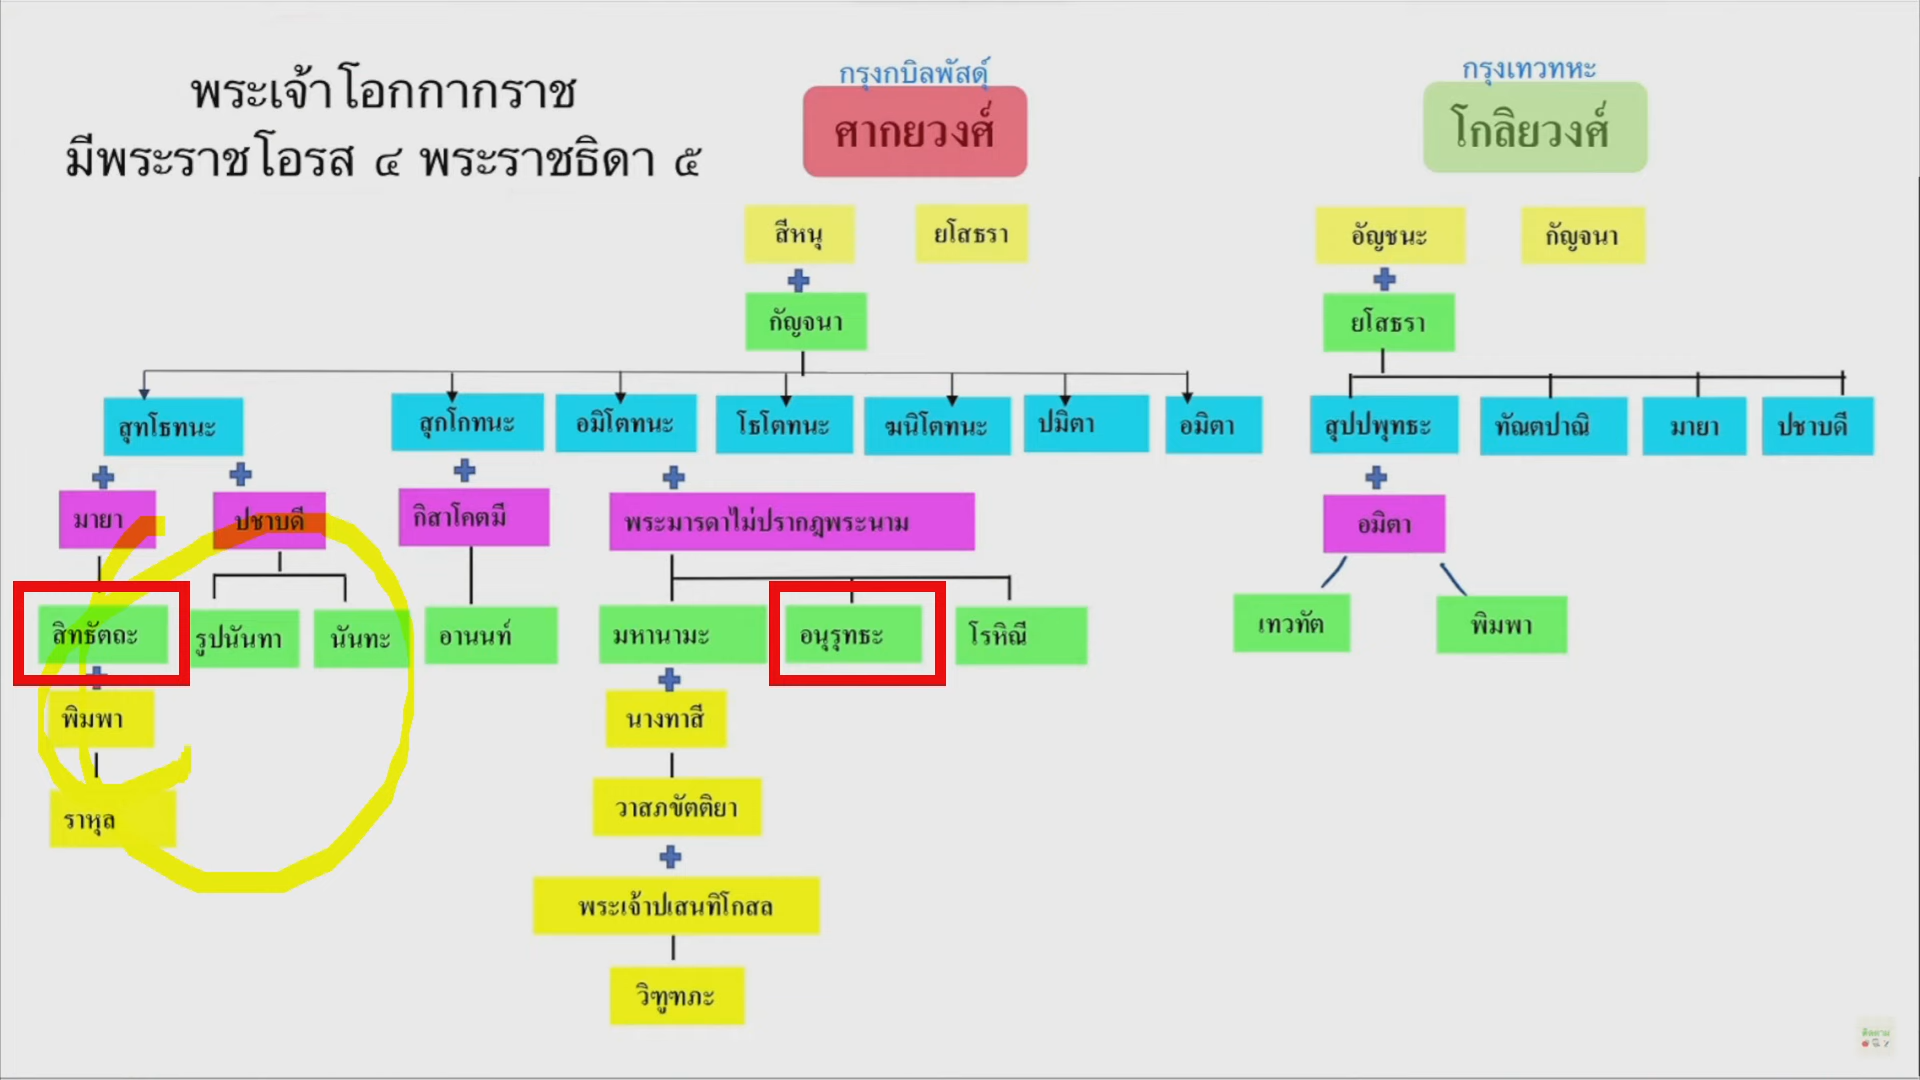 พระเจ้าโอกกากราช
มีพระราชโอรส ๔ พระราชธิดา ๕
กรุงกบิลพัสดุ์
ศากยวงศ์
กรุงเทวทหะ
โกลิยวงศ์
สีหนุ
ยโสธรา
อัญชนะ
กัญจนา
กัญจนา
ยโสธรา
สุทโธทนะ
สุกโกทนะ
อมิโตทนะ
โธโตทนะ
ฆนิโตทนะ
ปมิตา
อมิตา
สุปปพุทธะ
ทัณตปาณิ
มายา
ปชาบดี
มายา
ปชาบดี
กิสาโคตมี
พระมารดาไม่ปรากฎพระนาม
อมิตา
สิทธัตถะ
รูปนันทา
นันทะ
อานนท์
มหานามะ
อนุรุทธะ
โรหิณี
เทวทัต
พิมพา
พิมพา
นางทาสี
ราหุล
วาสภขัตติยา
พระเจ้าปเสนทิโกสล
วิฑูฑภะ
ติดตาม